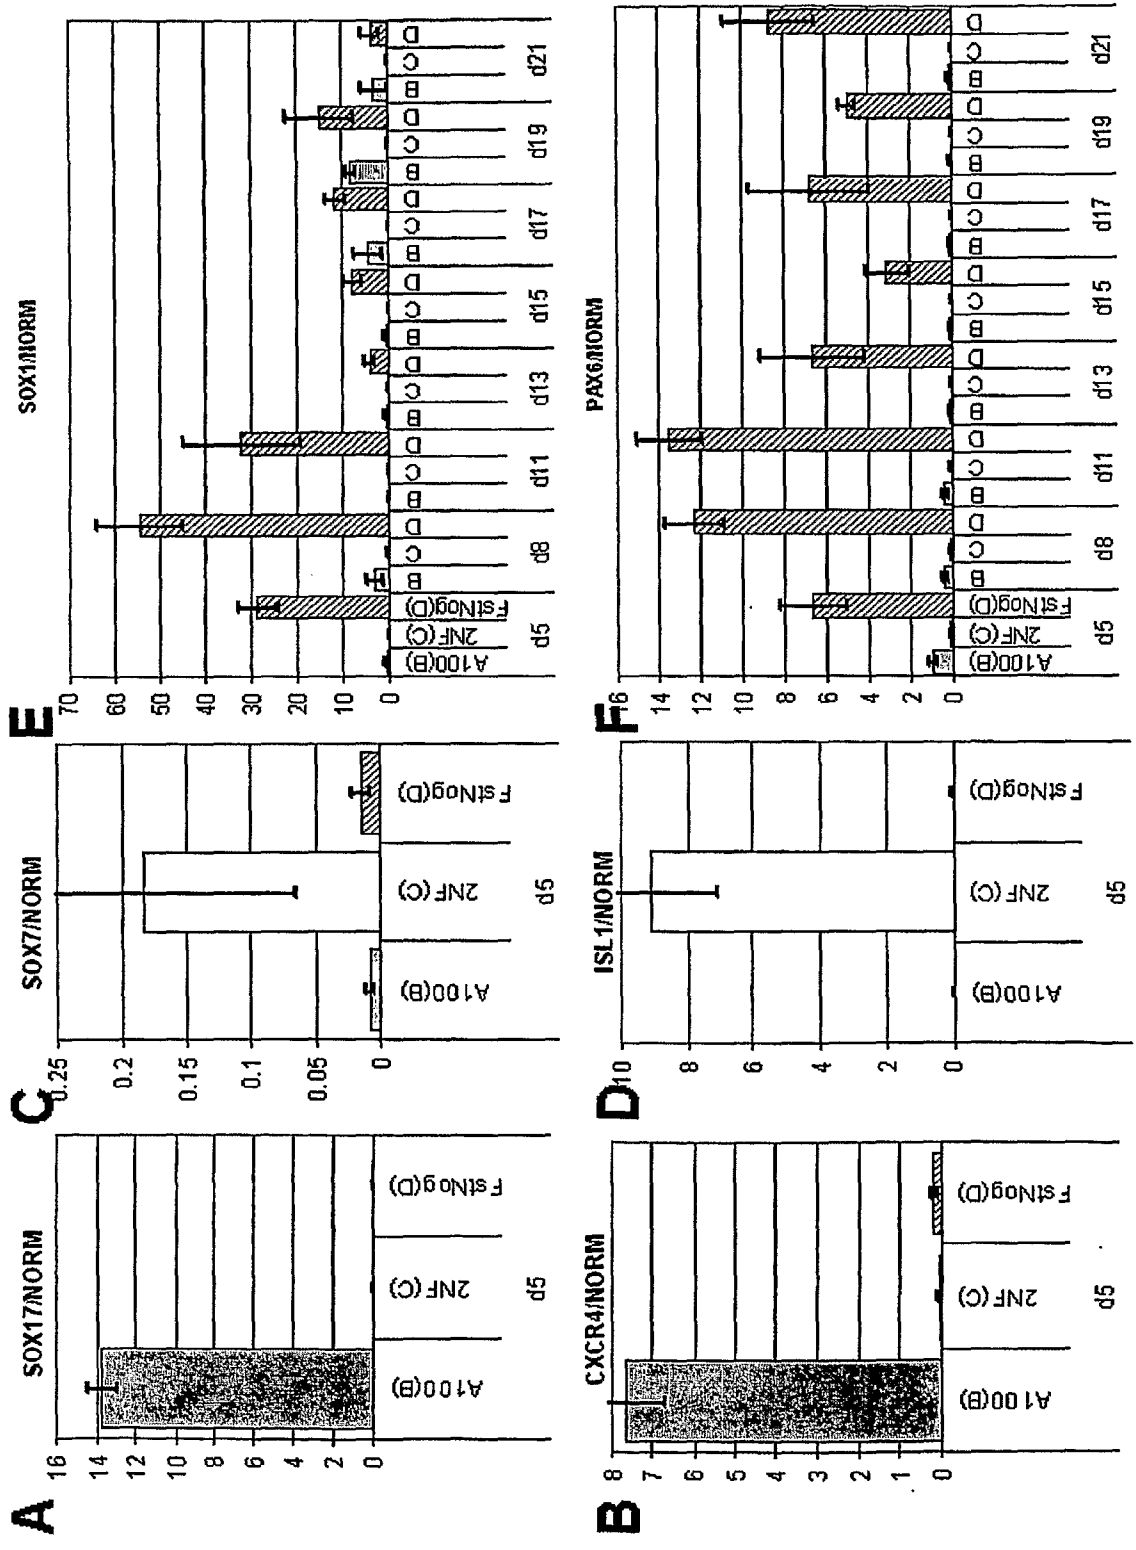 A
SOX17/NORM
16
14
12
10
8
6
4
2
0
A100(B)
2NF(C)
FstNog(D)
d5
C
SOX7/NORM
0.25
0.2
0.15
0.1
0.05
0
A100(B)
2NF(C)
FstNog(D)
d5
E
SOX1/NORM
70
60
50
40
30
20
10
0
A100(B) 2NF(C) FstNog(D) B C D B C D B C D B C D B C D B C D B C D
d5 d8 d11 d13 d15 d17 d19 d21
B
CXCR4/NORM
8
7
6
5
4
3
2
1
0
A100(B)
2NF(C)
FstNog(D)
d5
D
ISL1/NORM
10
8
6
4
2
0
A100(B)
2NF(C)
FstNog(D)
d5
F
PAX6/NORM
16
14
12
10
8
6
4
2
0
A100(B) 2NF(C) FstNog(D) B C D B C D B C D B C D B C D B C D B C D
d5 d8 d11 d13 d15 d17 d19 d21